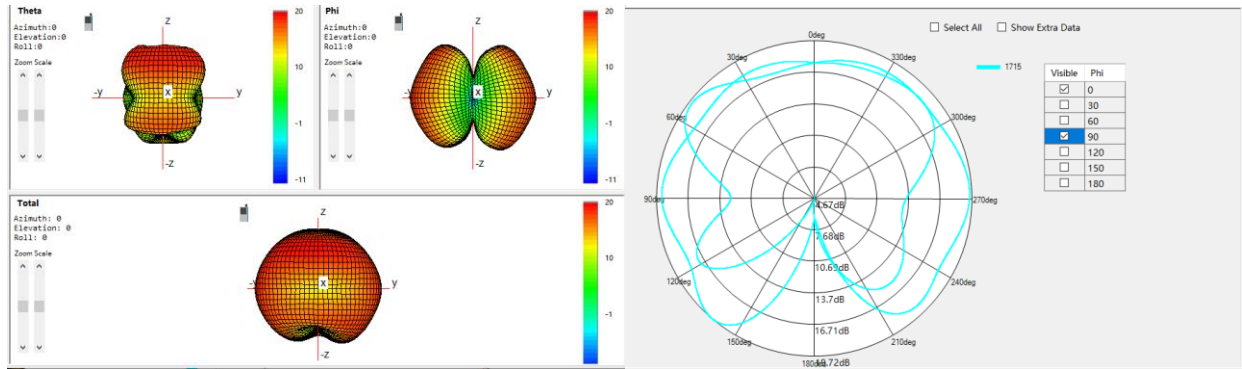 Theta
Azimuth:0
Elevation:0
Roll:0
Zoom Scale
z
-y
x
y
-z
20
10
-1
-11
Phi
Azimuth:0
Elevation:0
Roll:0
Zoom Scale
z
-y
x
y
-z
20
10
-1
-11
Total
Azimuth: 0
Elevation: 0
Roll: 0
Zoom Scale
z
x
y
-z
20
10
-1
Select All
Show Extra Data
1715
0deg
30deg
330deg
60deg
300deg
90deg
270deg
120deg
240deg
150deg
210deg
4.67dB
7.68dB
10.69dB
13.7dB
16.71dB
19.72dB
Visible Phi
0
30
60
90
120
150
180